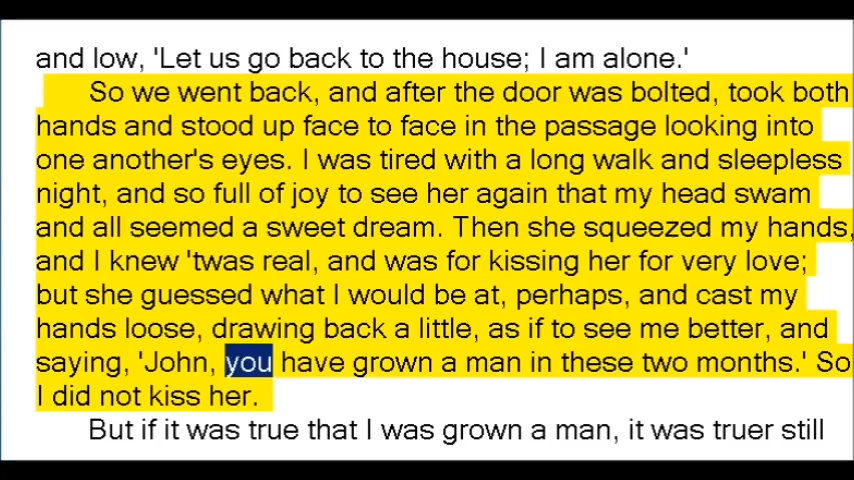 and low, 'Let us go back to the house; I am alone.'
So we went back, and after the door was bolted, took both
hands and stood up face to face in the passage looking into
one another's eyes. I was tired with a long walk and sleepless
night, and so full of joy to see her again that my head swam
and all seemed a sweet dream. Then she squeezed my hands,
and I knew 'twas real, and was for kissing her for very love;
but she guessed what I would be at, perhaps, and cast my
hands loose, drawing back a little, as if to see me better, and
saying, 'John, you have grown a man in these two months.' So
I did not kiss her.
But if it was true that I was grown a man, it was truer still